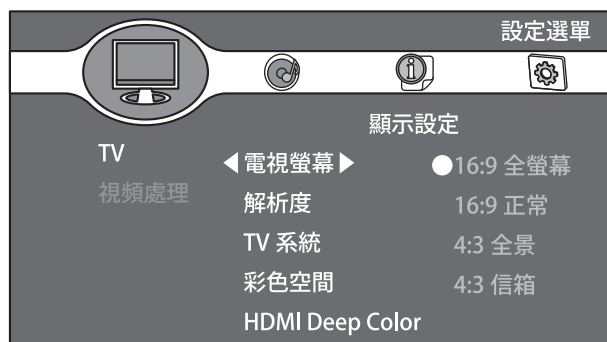 設定選單
顯示設定
TV
視頻處理
電視螢幕
解析度
TV 系統
彩色空間
HDMI Deep Color
16:9 全螢幕
16:9 正常
4:3 全景
4:3 信箱